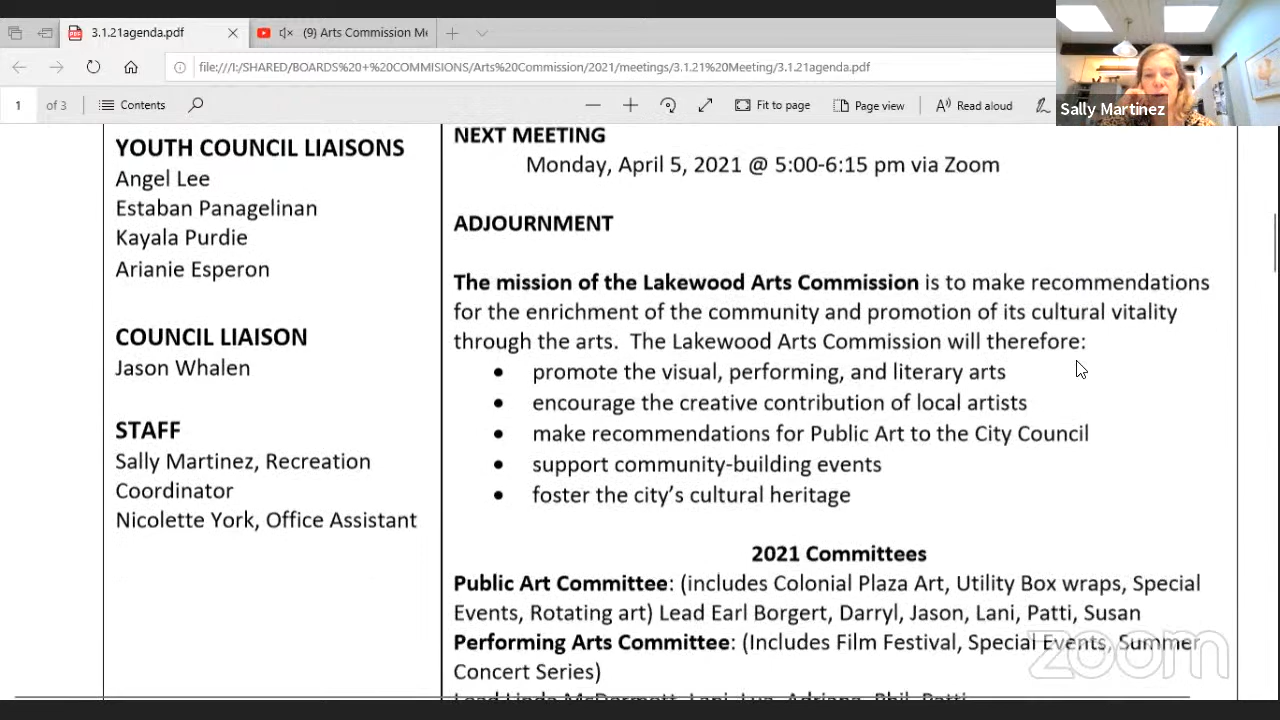 3.1.21agenda.pdf
(9) Arts Commission Me
file:///I:/SHARED/BOARDS%20+%20COMMISIONS/Arts%20Commission/2021/meetings/3.1.21%20Meeting/3.1.21agenda.pdf
1 of 3 Contents Fit to page Page view Read aloud
Sally Martinez
YOUTH COUNCIL LIAISONS
Angel Lee
Estaban Panagelinan
Kayala Purdie
Arianie Esperon
COUNCIL LIAISON
Jason Whalen
STAFF
Sally Martinez, Recreation
Coordinator
Nicolette York, Office Assistant
NEXT MEETING
Monday, April 5, 2021 @ 5:00-6:15 pm via Zoom
ADJOURNMENT
The mission of the Lakewood Arts Commission is to make recommendations
for the enrichment of the community and promotion of its cultural vitality
through the arts. The Lakewood Arts Commission will therefore:
• promote the visual, performing, and literary arts
• encourage the creative contribution of local artists
• make recommendations for Public Art to the City Council
• support community-building events
• foster the city's cultural heritage
2021 Committees
Public Art Committee: (includes Colonial Plaza Art, Utility Box wraps, Special
Events, Rotating art) Lead Earl Borgert, Darryl, Jason, Lani, Patti, Susan
Performing Arts Committee: (Includes Film Festival, Special Events, Summer
Concert Series)
Lead Linda McDermott, Lani, Lua, Adriana, Phil, Patti
zoom